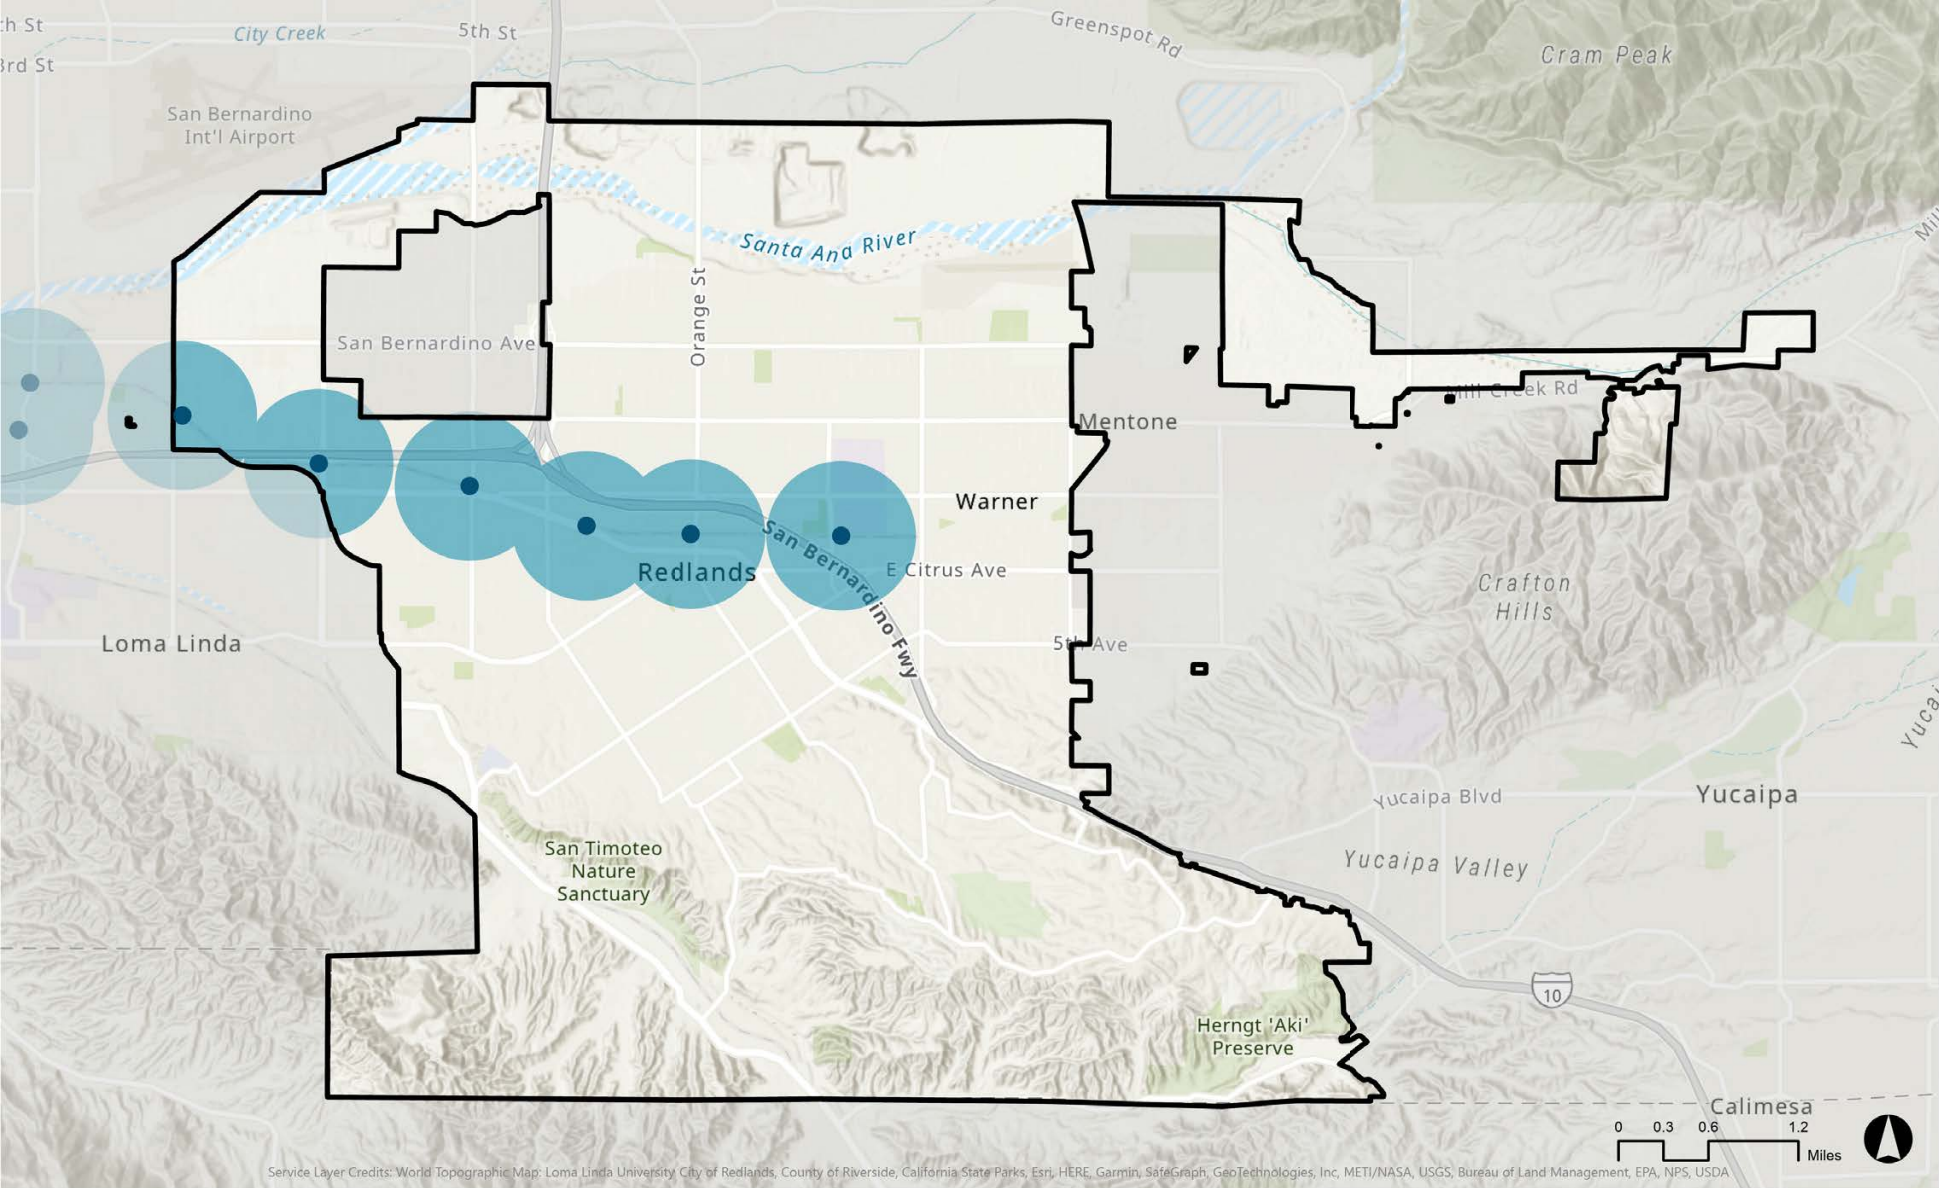 th St
City Creek
5th St
Greenspot Rd
3rd St
Cram Peak
San Bernardino
Int'l Airport
Mill
Santa Ana River
Orange St
San Bernardino Ave
Mill Creek Rd
Mentone
Warner
San Bernardino Fwy
Redlands
E Citrus Ave
Crafton
Hills
Loma Linda
5th Ave
Yucai
Yucaipa Blvd
Yucaipa
San Timoteo
Nature
Sanctuary
Yucaipa Valley
10
Herngt 'Aki'
Preserve
Calimesa
0 0.3 0.6 1.2
Miles
Service Layer Credits: World Topographic Map: Loma Linda University City of Redlands, County of Riverside, California State Parks, Esri, HERE, Garmin, SafeGraph, GeoTechnologies, Inc, METI/NASA, USGS, Bureau of Land Management, EPA, NPS, USDA